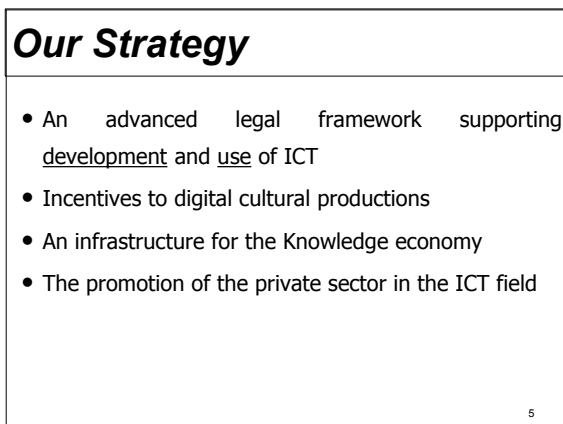 Our Strategy
• An advanced legal framework supporting
development and use of ICT
• Incentives to digital cultural productions
• An infrastructure for the Knowledge economy
• The promotion of the private sector in the ICT field
5